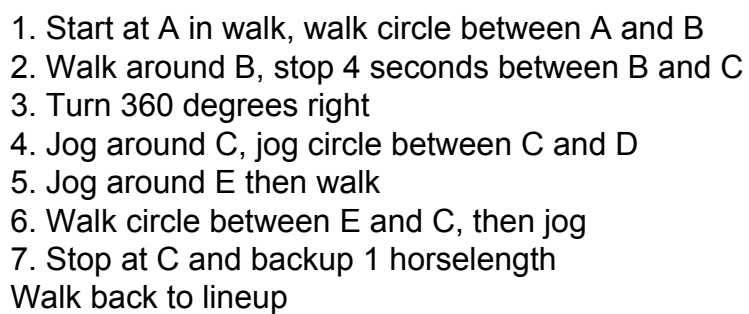 1. Start at A in walk, walk circle between A and B
2. Walk around B, stop 4 seconds between B and C
3. Turn 360 degrees right
4. Jog around C, jog circle between C and D
5. Jog around E then walk
6. Walk circle between E and C, then jog
7. Stop at C and backup 1 horselength
Walk back to lineup